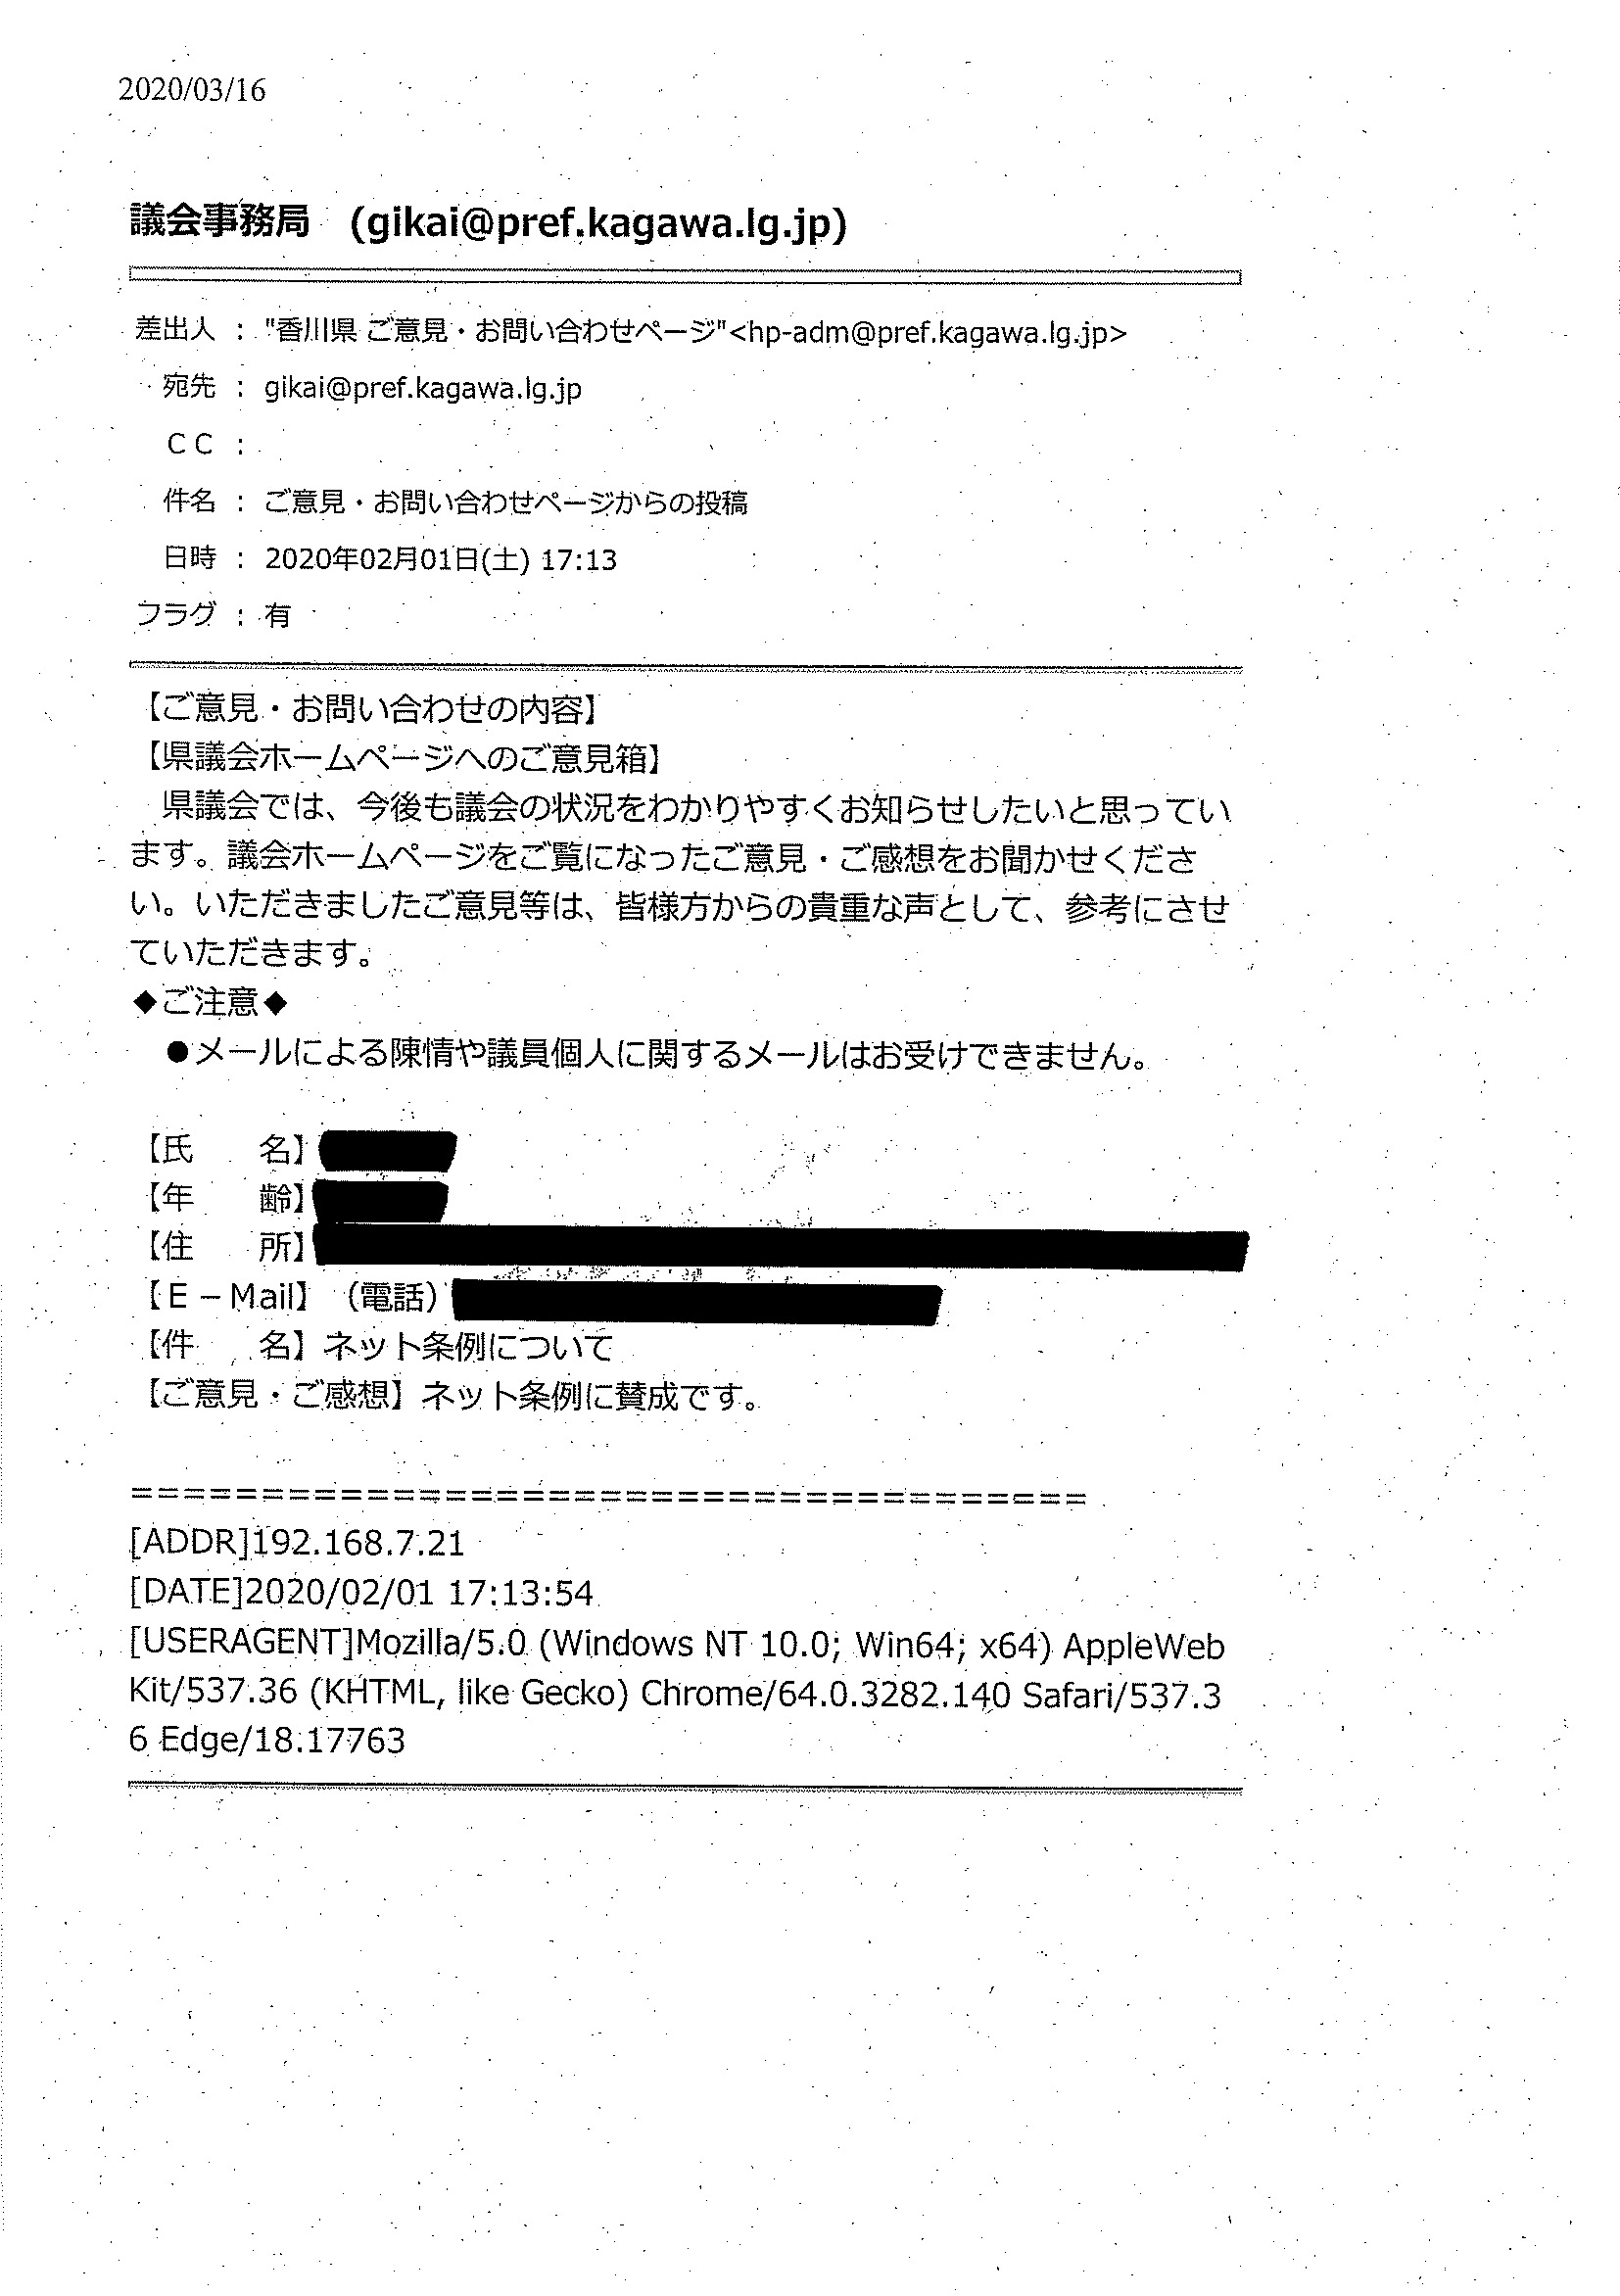 2020/03/16
議会事務局　(gikai@pref.kagawa.lg.jp)
差出人 : "香川県 ご意見・お問い合わせページ"<hp-adm@pref.kagawa.lg.jp>
宛先 : gikai@pref.kagawa.lg.jp
ＣＣ :
件名 : ご意見・お問い合わせページからの投稿
日時 : 2020年02月01日(土) 17:13
フラグ : 有
【ご意見・お問い合わせの内容】
【県議会ホームページへのご意見箱】
　県議会では、今後も議会の状況をわかりやすくお知らせしたいと思ってい
ます。議会ホームページをご覧になったご意見・ご感想をお聞かせくださ
い。いただきましたご意見等は、皆様方からの貴重な声として、参考にさせ
ていただきます。
◆ご注意◆
　●メールによる陳情や議員個人に関するメールはお受けできません。
【氏　　名】
【年　　齢】
【住　　所】
【Ｅ－Mail】（電話）
【件　　名】ネット条例について
【ご意見・ご感想】ネット条例に賛成です。
=====================================
[ADDR]192.168.7.21
[DATE]2020/02/01 17:13:54
[USERAGENT]Mozilla/5.0 (Windows NT 10.0; Win64; x64) AppleWeb
Kit/537.36 (KHTML, like Gecko) Chrome/64.0.3282.140 Safari/537.3
6 Edge/18.17763